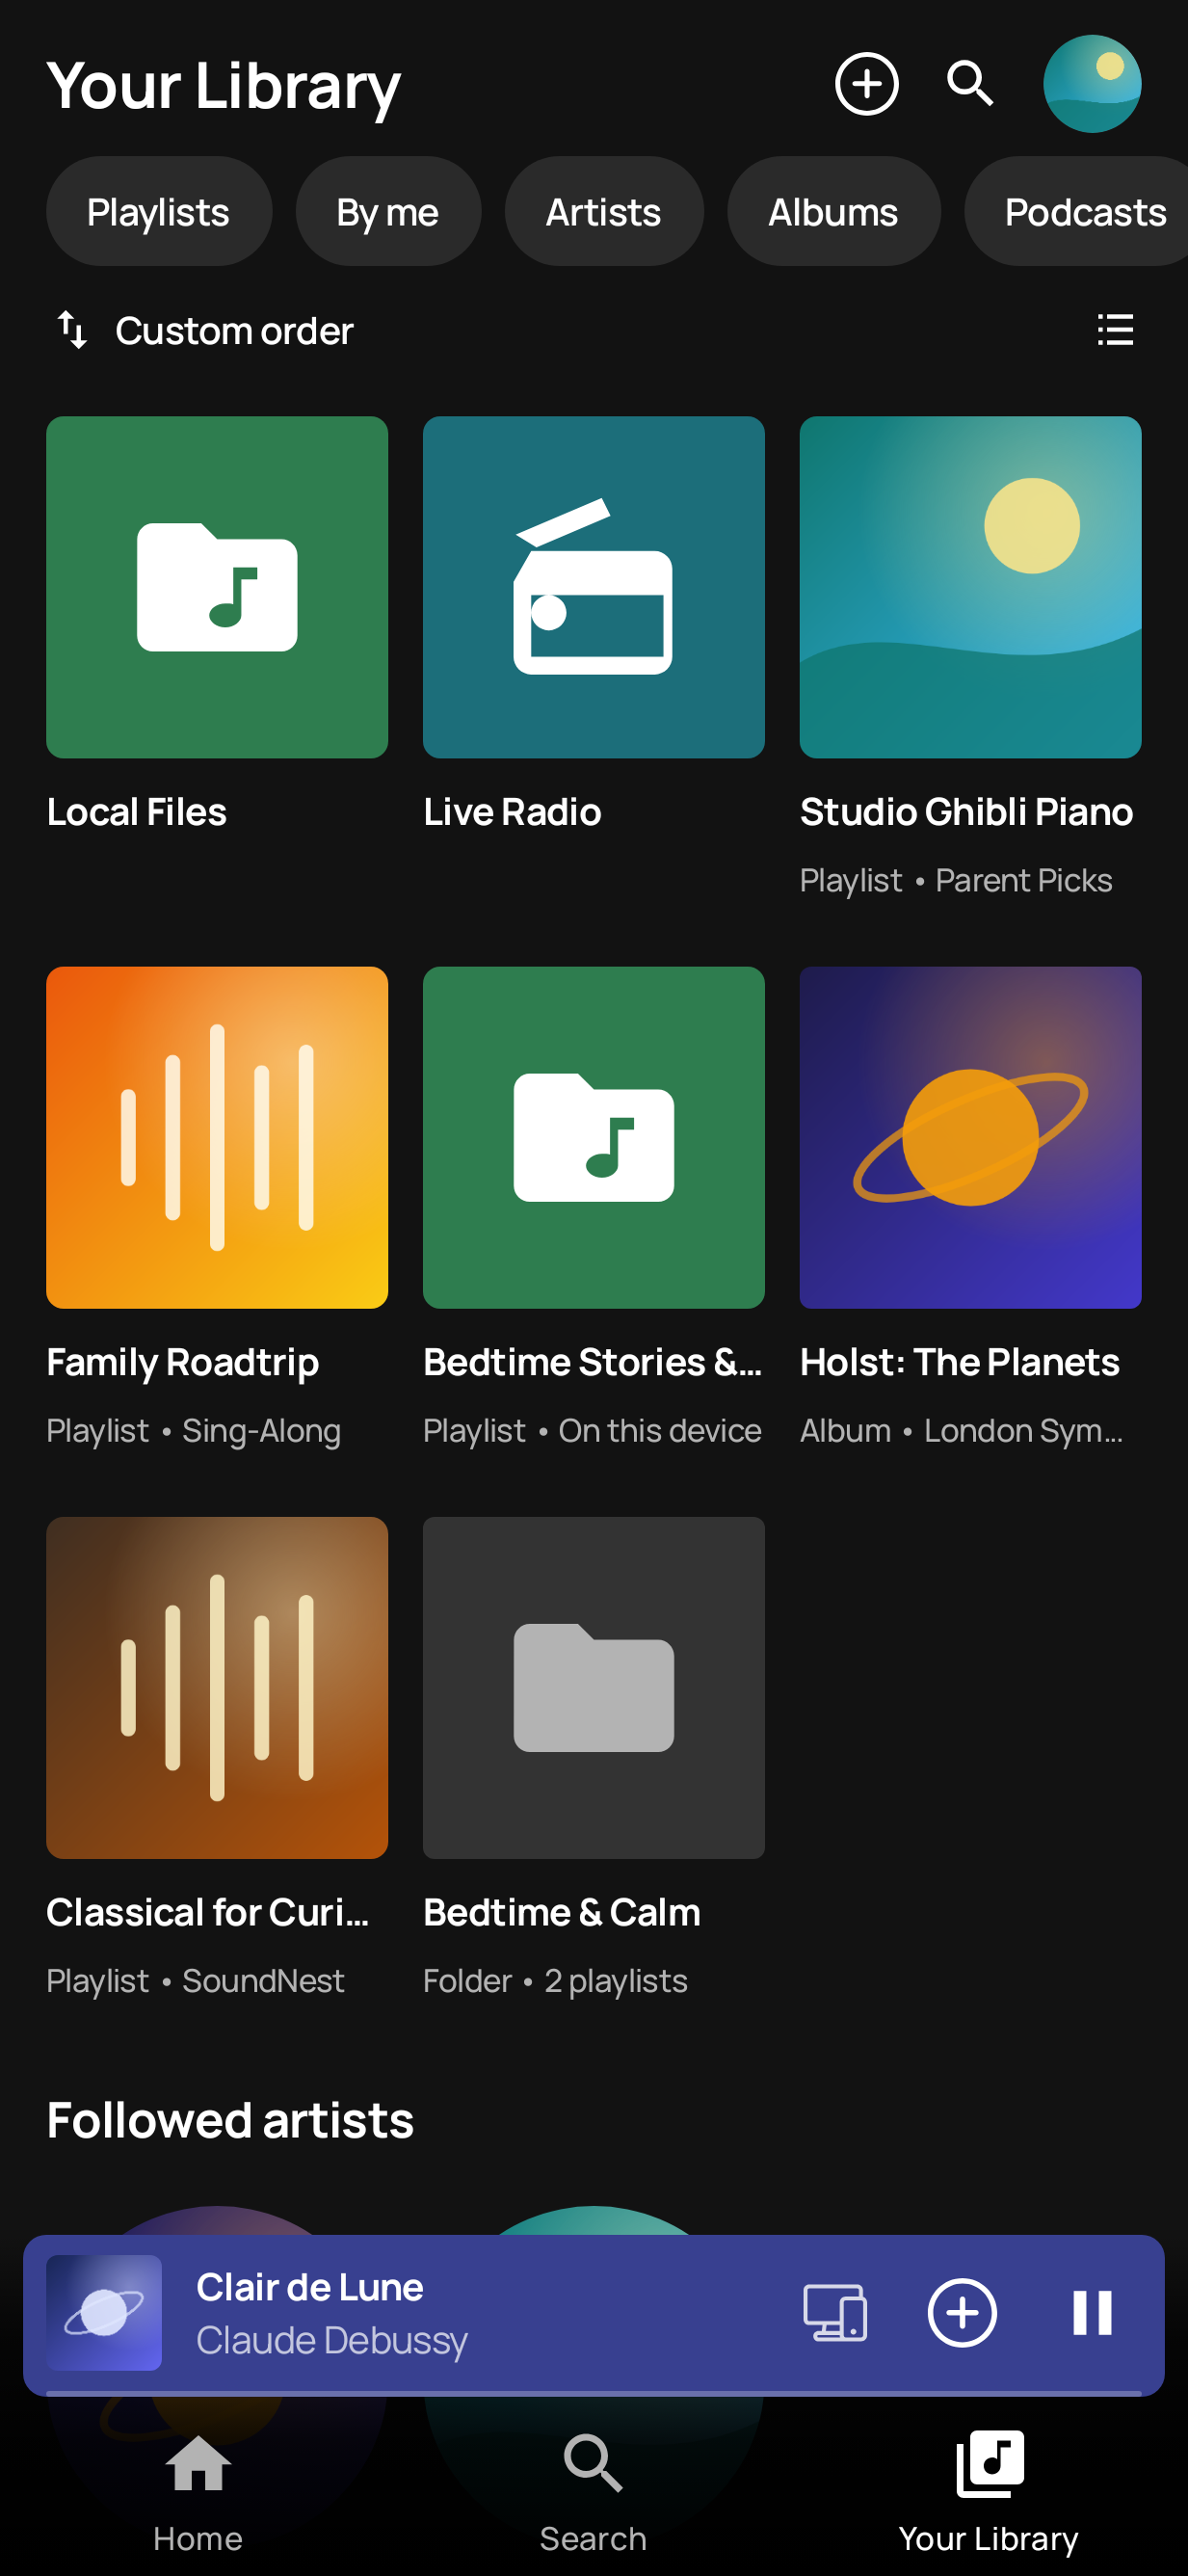 Your Library
Playlists
By me
Artists
Albums
Podcasts
Custom order
Local Files
Live Radio
Studio Ghibli Piano
Playlist • Parent Picks
Family Roadtrip
Playlist • Sing-Along
Bedtime Stories &...
Playlist • On this device
Holst: The Planets
Album • London Sym...
Classical for Curi...
Playlist • SoundNest
Bedtime & Calm
Folder • 2 playlists
Followed artists
Clair de Lune
Claude Debussy
Home
Search
Your Library